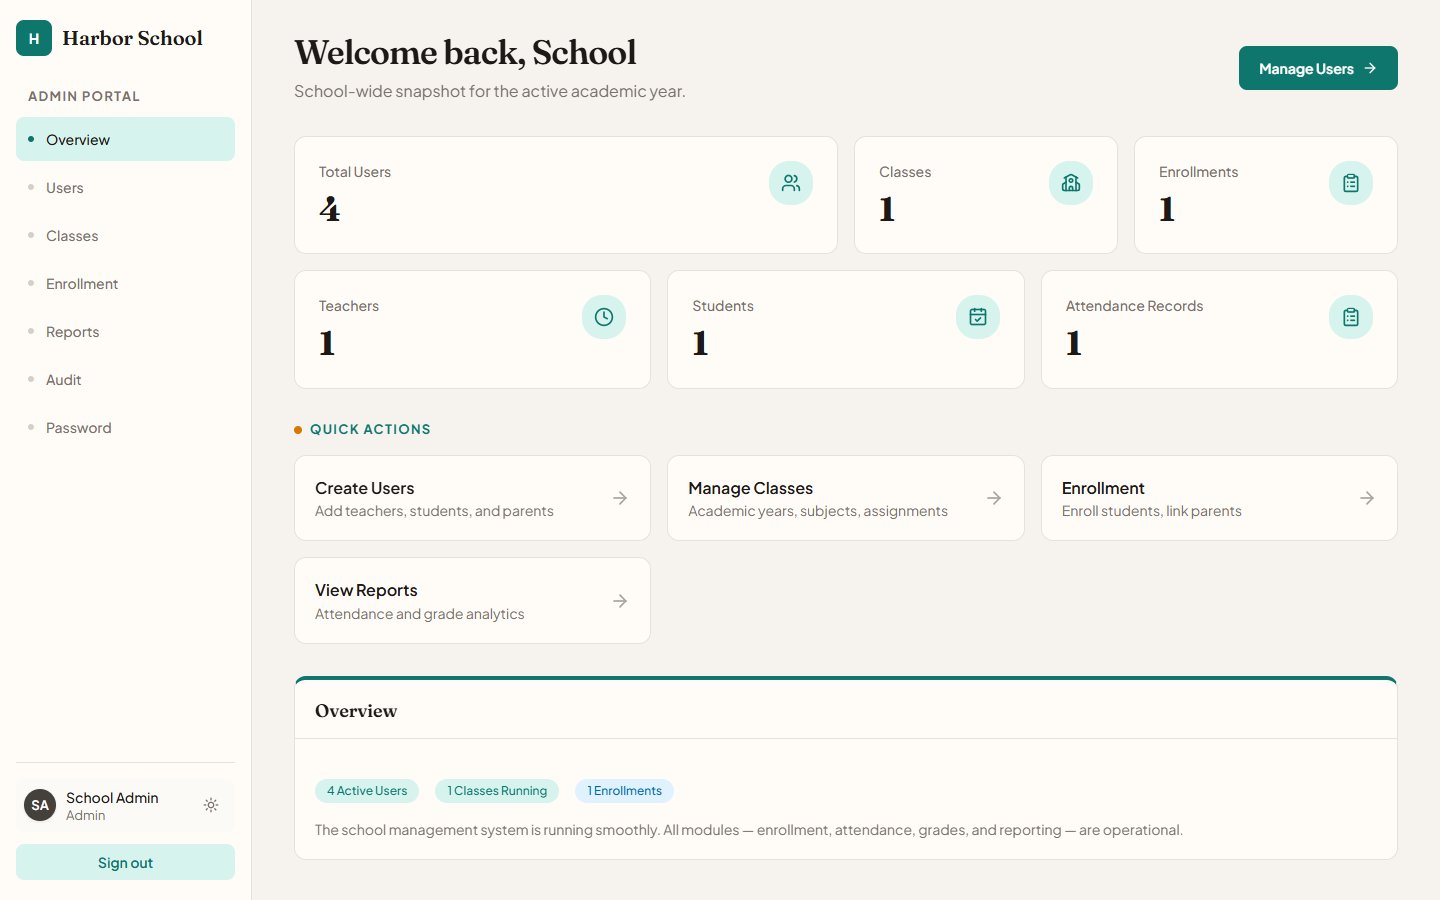 H
Harbor School
ADMIN PORTAL
Overview
Users
Classes
Enrollment
Reports
Audit
Password
SA
School Admin
Admin
Sign out
Welcome back, School
School-wide snapshot for the active academic year.
Manage Users
Total Users
4
Classes
1
Enrollments
1
Teachers
1
Students
1
Attendance Records
1
QUICK ACTIONS
Create Users
Add teachers, students, and parents
Manage Classes
Academic years, subjects, assignments
Enrollment
Enroll students, link parents
View Reports
Attendance and grade analytics
Overview
4 Active Users
1 Classes Running
1 Enrollments
The school management system is running smoothly. All modules — enrollment, attendance, grades, and reporting — are operational.